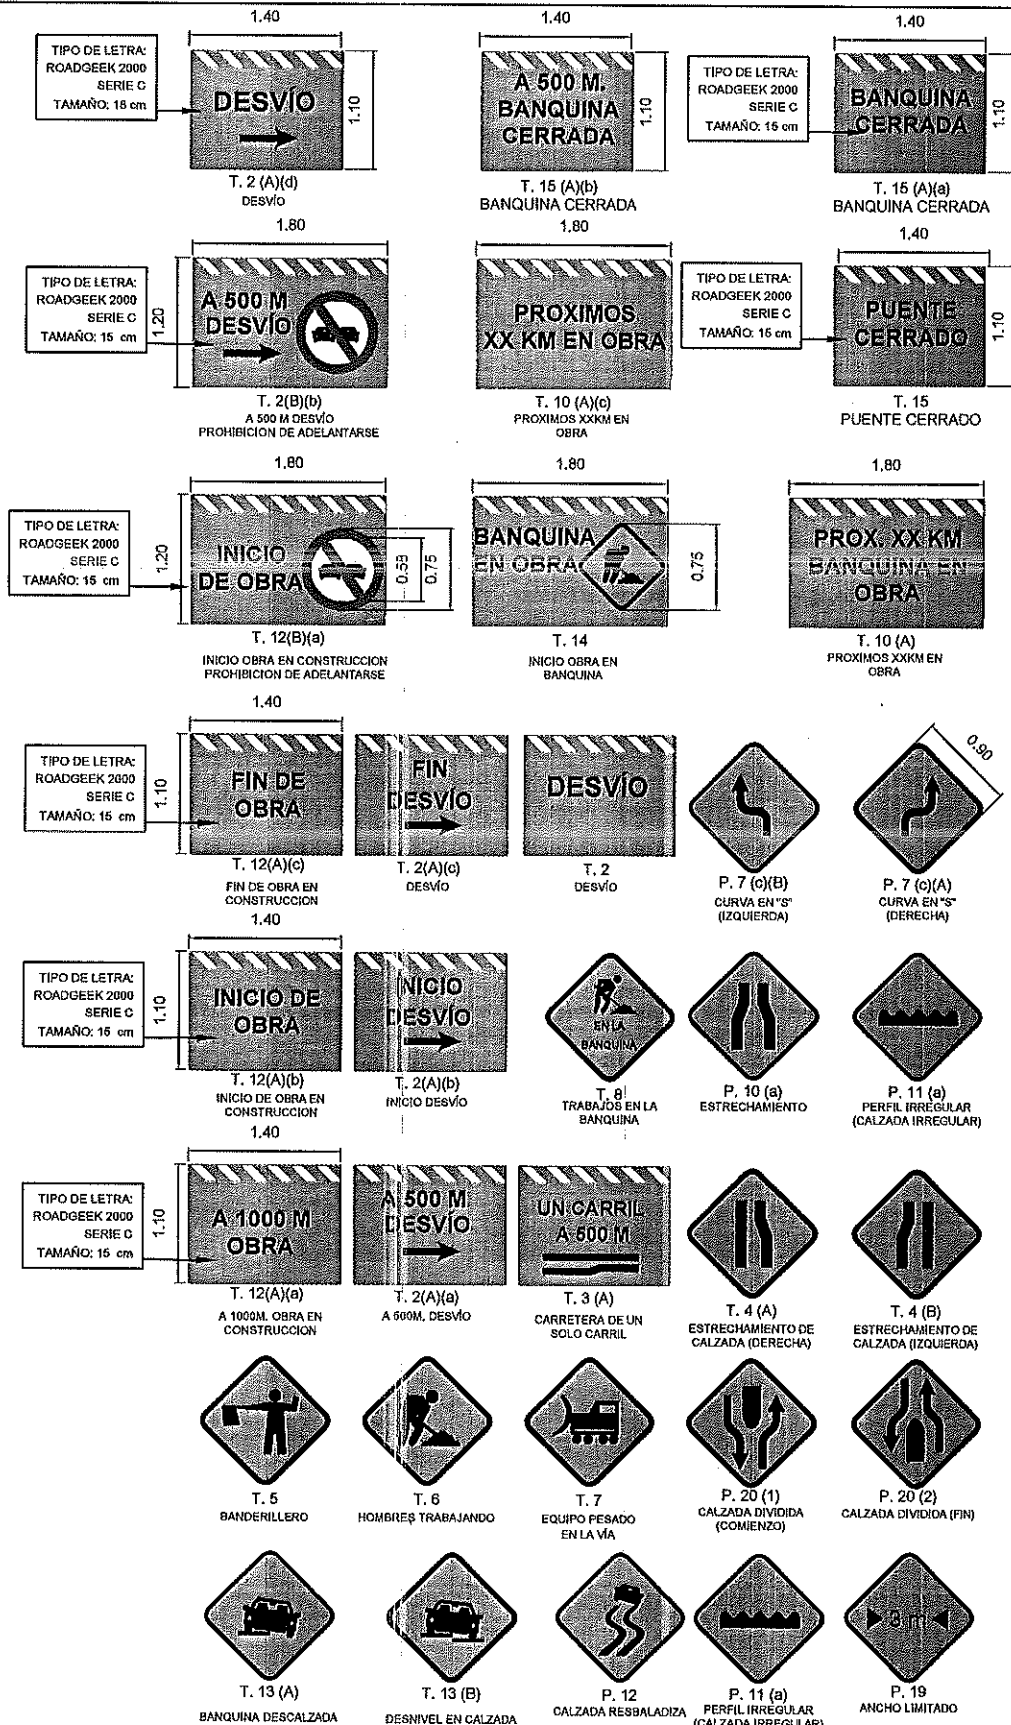 1.40
1.40
1.40
TIPO DE LETRA:
ROADGEEK 2000
SERIE C
TAMAÑO: 18 cm
DESVÍO
1.10
A 500 M.
BANQUINA
CERRADA
1.10
TIPO DE LETRA:
ROADGEEK 2000
SERIE C
TAMAÑO: 15 cm
BANQUINA
CERRADA
1.10
T. 2 (A)(d)
DESVÍO
T. 15 (A)(b)
BANQUINA CERRADA
T. 15 (A)(a)
BANQUINA CERRADA
1.80
1.80
1.40
TIPO DE LETRA:
ROADGEEK 2000
SERIE C
TAMAÑO: 15 cm
1.20
A 500 M
DESVÍO
PROXIMOS
XX KM EN OBRA
TIPO DE LETRA:
ROADGEEK 2000
SERIE C
TAMAÑO: 15 cm
PUENTE
CERRADO
1.10
T. 2(B)(b)
A 500 M DESVÍO
PROHIBICION DE ADELANTARSE
T. 10 (A)(c)
PROXIMOS XXKM EN
OBRA
T. 15
PUENTE CERRADO
1.80
1.80
1.80
TIPO DE LETRA:
ROADGEEK 2000
SERIE C
TAMAÑO: 15 cm
1.20
INICIO
DE OBRA
0.58
0.75
BANQUINA
EN OBRA
0.75
PROX. XX KM
BANQUINA EN
OBRA
T. 12(B)(a)
INICIO OBRA EN CONSTRUCCION
PROHIBICION DE ADELANTARSE
T. 14
INICIO OBRA EN
BANQUINA
T. 10 (A)
PROXIMOS XXKM EN
OBRA
1.40
TIPO DE LETRA:
ROADGEEK 2000
SERIE C
TAMAÑO: 15 cm
1.10
FIN DE
OBRA
FIN
DESVÍO
DESVÍO
0.90
T. 12(A)(c)
FIN DE OBRA EN
CONSTRUCCION
T. 2(A)(c)
DESVÍO
T. 2
DESVÍO
P. 7 (c)(B)
CURVA EN "S"
(IZQUIERDA)
P. 7 (c)(A)
CURVA EN "S"
(DERECHA)
1.40
TIPO DE LETRA:
ROADGEEK 2000
SERIE C
TAMAÑO: 15 cm
1.10
INICIO DE
OBRA
INICIO
DESVÍO
EN LA
BANQUINA
T. 12(A)(b)
INICIO DE OBRA EN
CONSTRUCCION
T. 2(A)(b)
INICIO DESVÍO
T. 8
TRABAJOS EN LA
BANQUINA
P. 10 (a)
ESTRECHAMIENTO
P. 11 (a)
PERFIL IRREGULAR
(CALZADA IRREGULAR)
1.40
TIPO DE LETRA:
ROADGEEK 2000
SERIE C
TAMAÑO: 15 cm
1.10
A 1000 M
OBRA
A 500 M
DESVÍO
UN CARRIL
A 500 M
T. 12(A)(a)
A 1000M. OBRA EN
CONSTRUCCION
T. 2(A)(a)
A 500M. DESVÍO
T. 3 (A)
CARRETERA DE UN
SOLO CARRIL
T. 4 (A)
ESTRECHAMIENTO DE
CALZADA (DERECHA)
T. 4 (B)
ESTRECHAMIENTO DE
CALZADA (IZQUIERDA)
T. 5
BANDERILLERO
T. 6
HOMBRES TRABAJANDO
T. 7
EQUIPO PESADO
EN LA VÍA
P. 20 (1)
CALZADA DIVIDIDA
(COMIENZO)
P. 20 (2)
CALZADA DIVIDIDA (FIN)
3 m
T. 13 (A)
BANQUINA DESCALZADA
T. 13 (B)
DESNIVEL EN CALZADA
P. 12
CALZADA RESBALADIZA
P. 11 (a)
PERFIL IRREGULAR
(CALZADA IRREGULAR)
P. 19
ANCHO LIMITADO